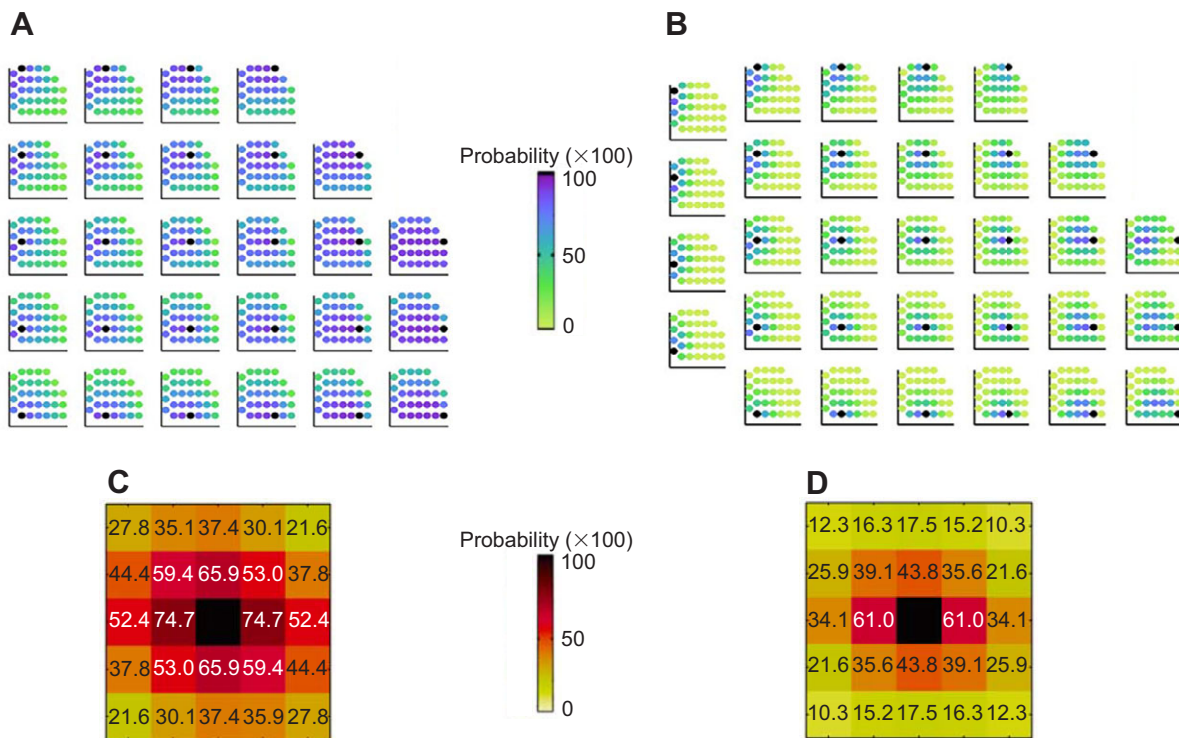 A
B
Probability (×100)
100
50
0
C
D
27.8 35.1 37.4 30.1 21.6
44.4 59.4 65.9 53.0 37.8
52.4 74.7 74.7 52.4
37.8 53.0 65.9 59.4 44.4
21.6 30.1 37.4 35.9 27.8
Probability (×100)
100
50
0
12.3 16.3 17.5 15.2 10.3
25.9 39.1 43.8 35.6 21.6
34.1 61.0 61.0 34.1
21.6 35.6 43.8 39.1 25.9
10.3 15.2 17.5 16.3 12.3